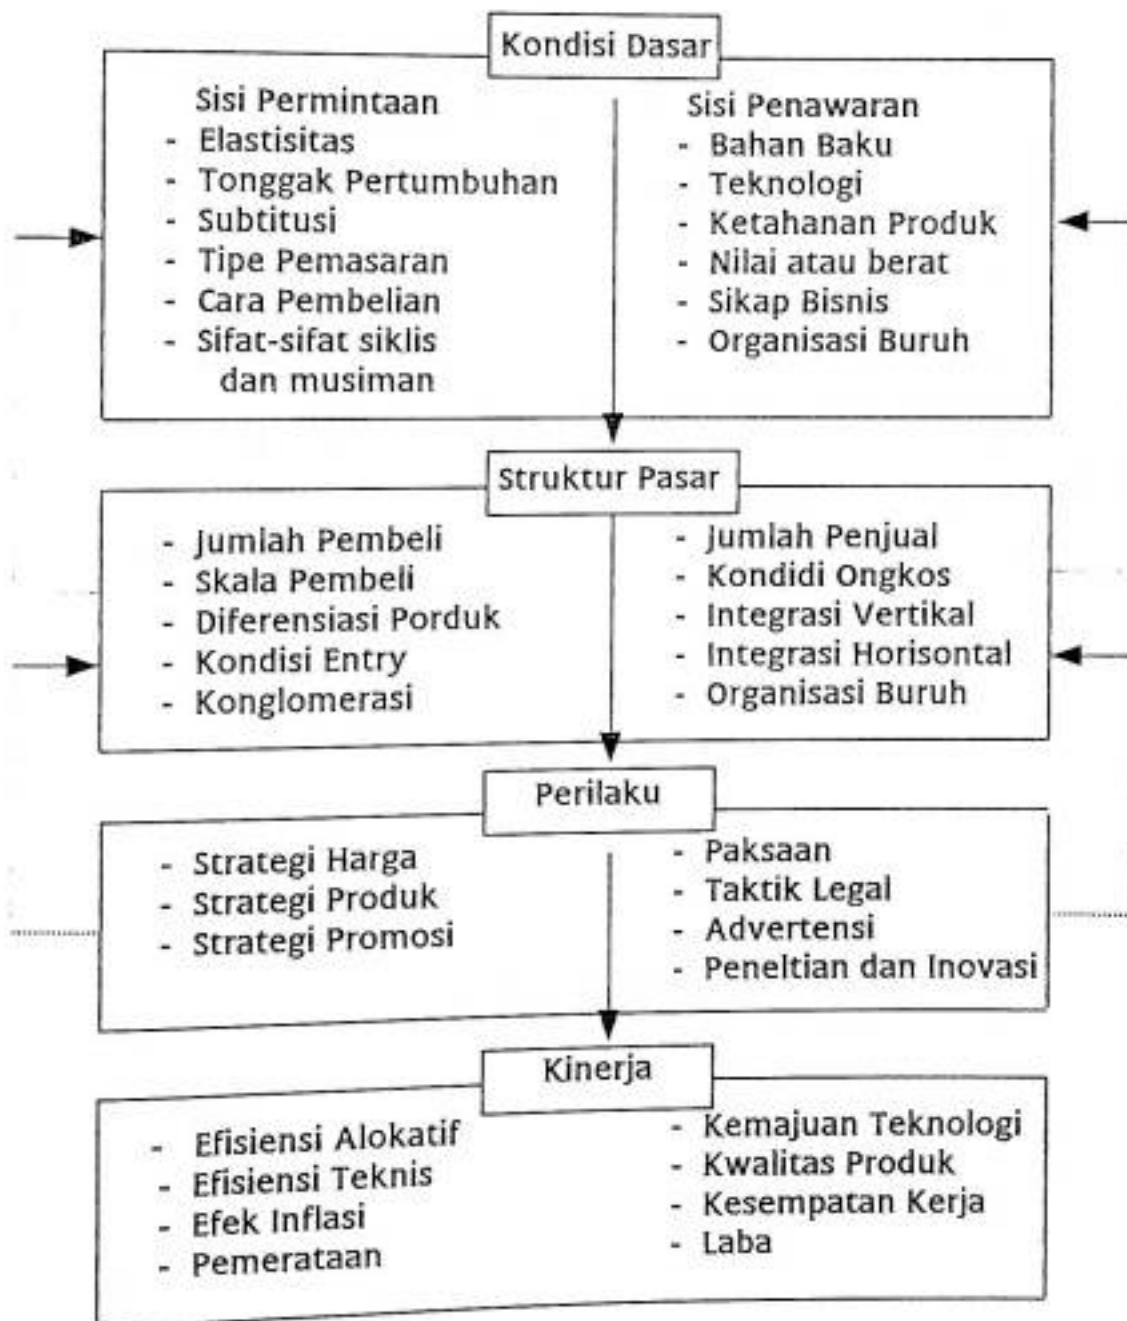 Kondisi Dasar
Sisi Permintaan
- Elastisitas
- Tonggak Pertumbuhan
- Subtitusi
- Tipe Pemasaran
- Cara Pembelian
- Sifat-sifat siklis
dan musiman
Sisi Penawaran
- Bahan Baku
- Teknologi
- Ketahanan Produk
- Nilai atau berat
- Sikap Bisnis
- Organisasi Buruh
Struktur Pasar
- Jumlah Pembeli
- Skala Pembeli
- Diferensiasi Porduk
- Kondisi Entry
- Konglomerasi
- Jumlah Penjual
- Kondidi Ongkos
- Integrasi Vertikal
- Integrasi Horisontal
- Organisasi Buruh
Perilaku
- Strategi Harga
- Strategi Produk
- Strategi Promosi
- Paksaan
- Taktik Legal
- Advertensi
- Peneltian dan Inovasi
Kinerja
- Efisiensi Alokatif
- Efisiensi Teknis
- Efek Inflasi
- Pemerataan
- Kemajuan Teknologi
- Kwalitas Produk
- Kesempatan Kerja
- Laba